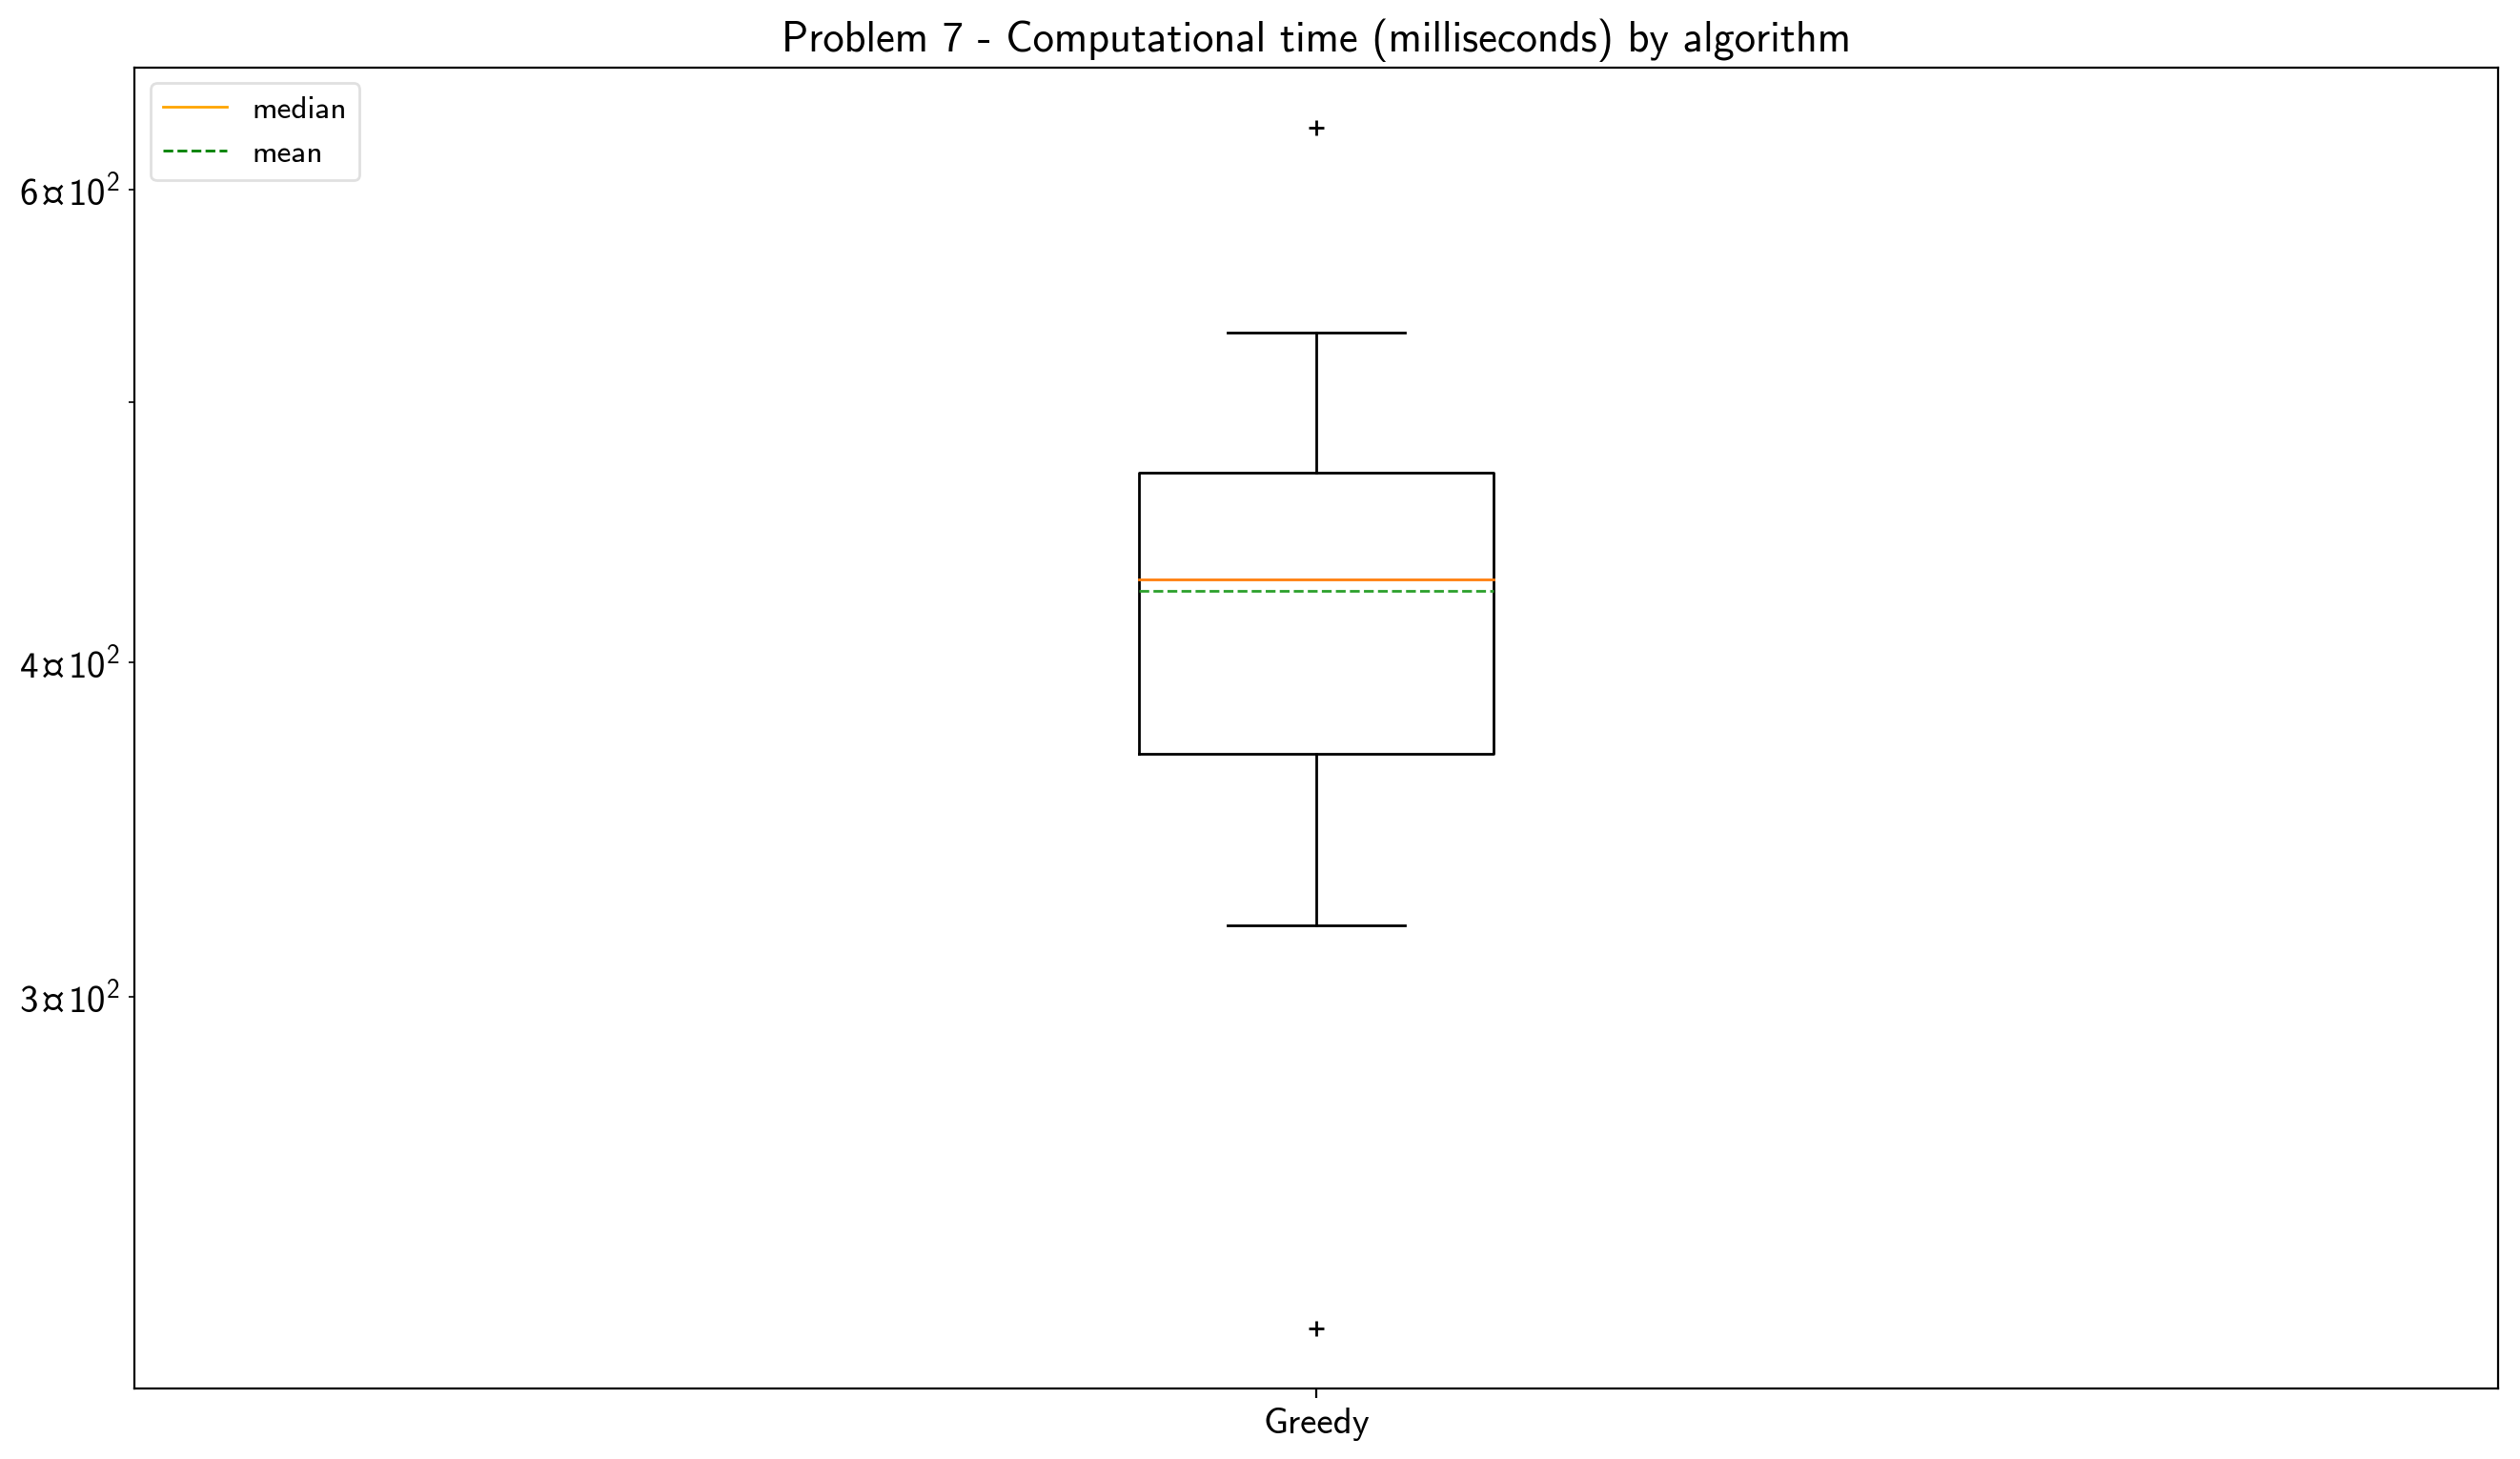 Problem 7 - Computational time (milliseconds) by algorithm
median
mean
6¤10²
4¤10²
3¤10²
Greedy